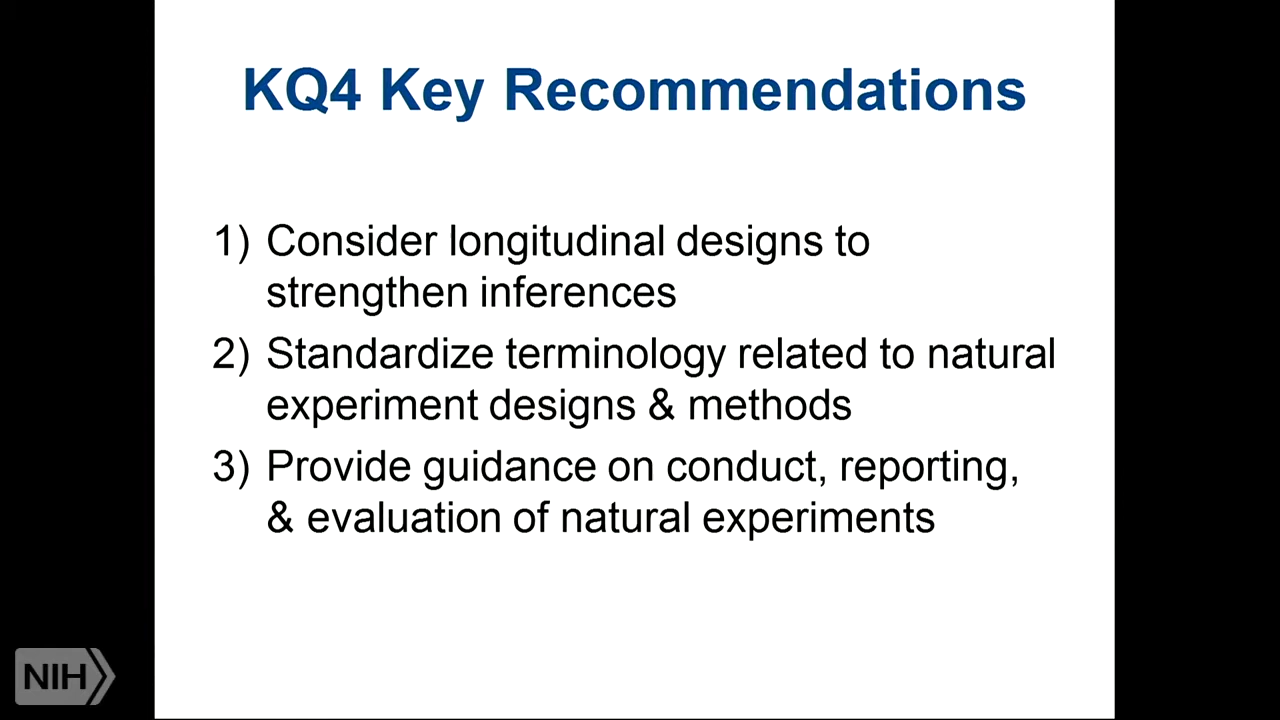 KQ4 Key Recommendations
1) Consider longitudinal designs to
strengthen inferences
2) Standardize terminology related to natural
experiment designs & methods
3) Provide guidance on conduct, reporting,
& evaluation of natural experiments
NIH